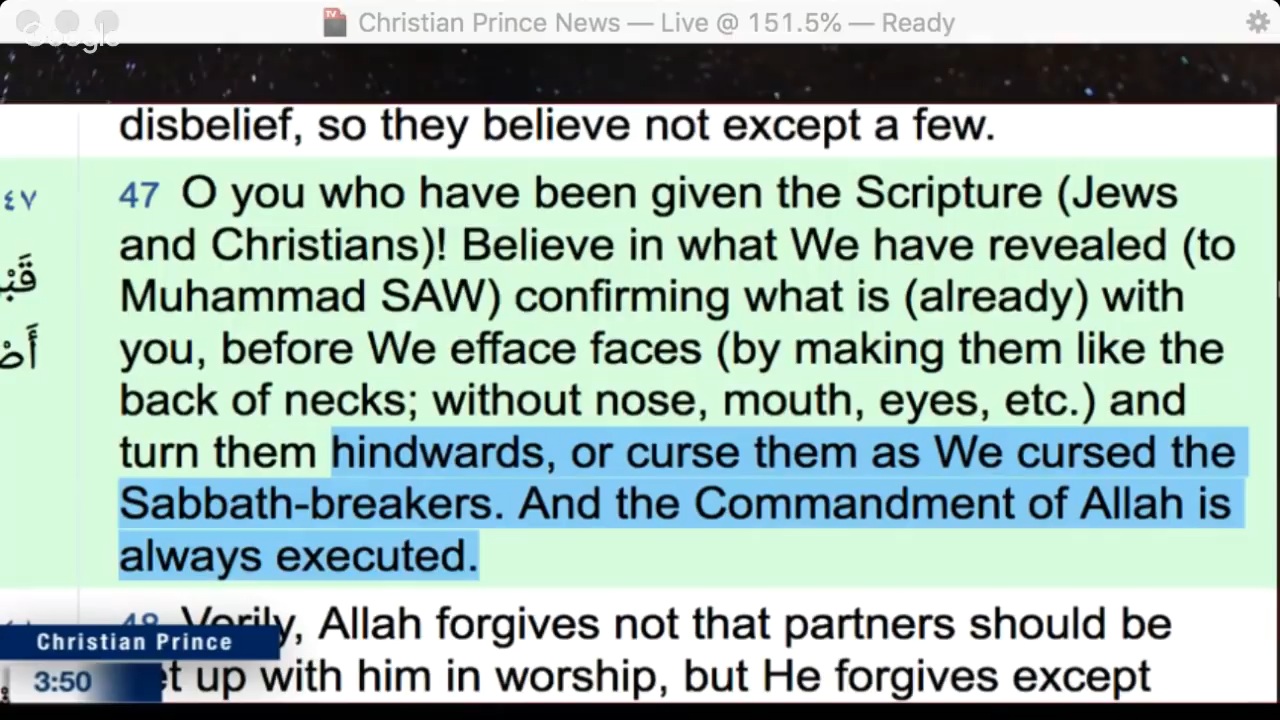 Christian Prince News — Live @ 151.5% — Ready
Google
disbelief, so they believe not except a few.
٤٧
47 O you who have been given the Scripture (Jews
and Christians)! Believe in what We have revealed (to
Muhammad SAW) confirming what is (already) with
you, before We efface faces (by making them like the
back of necks; without nose, mouth, eyes, etc.) and
turn them hindwards, or curse them as We cursed the
Sabbath-breakers. And the Commandment of Allah is
always executed.
48 Verily, Allah forgives not that partners should be
up with him in worship, but He forgives except
Christian Prince
3:50